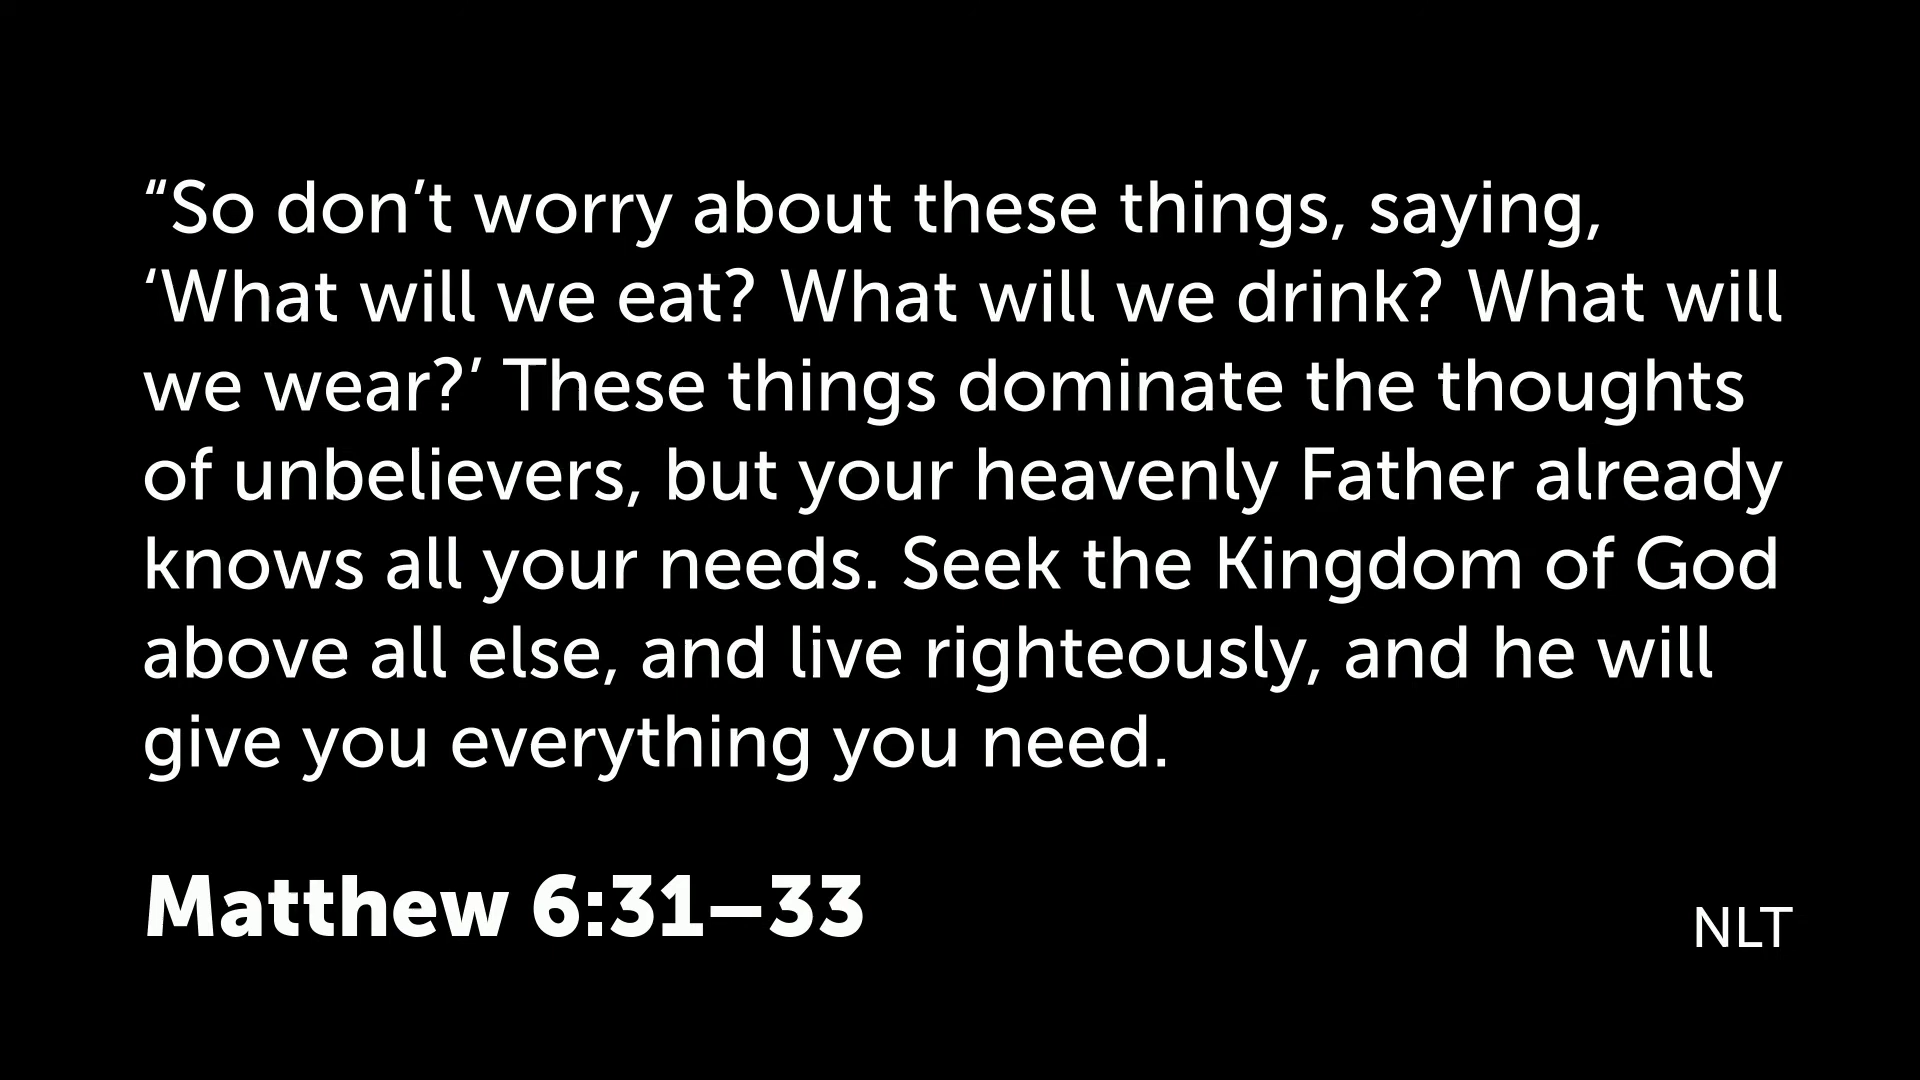 “So don’t worry about these things, saying,
‘What will we eat? What will we drink? What will
we wear?’ These things dominate the thoughts
of unbelievers, but your heavenly Father already
knows all your needs. Seek the Kingdom of God
above all else, and live righteously, and he will
give you everything you need.
Matthew 6:31–33
NLT